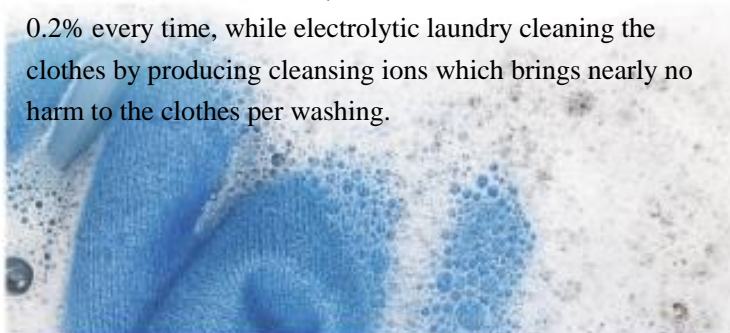 0.2% every time, while electrolytic laundry cleaning the
clothes by producing cleansing ions which brings nearly no
harm to the clothes per washing.